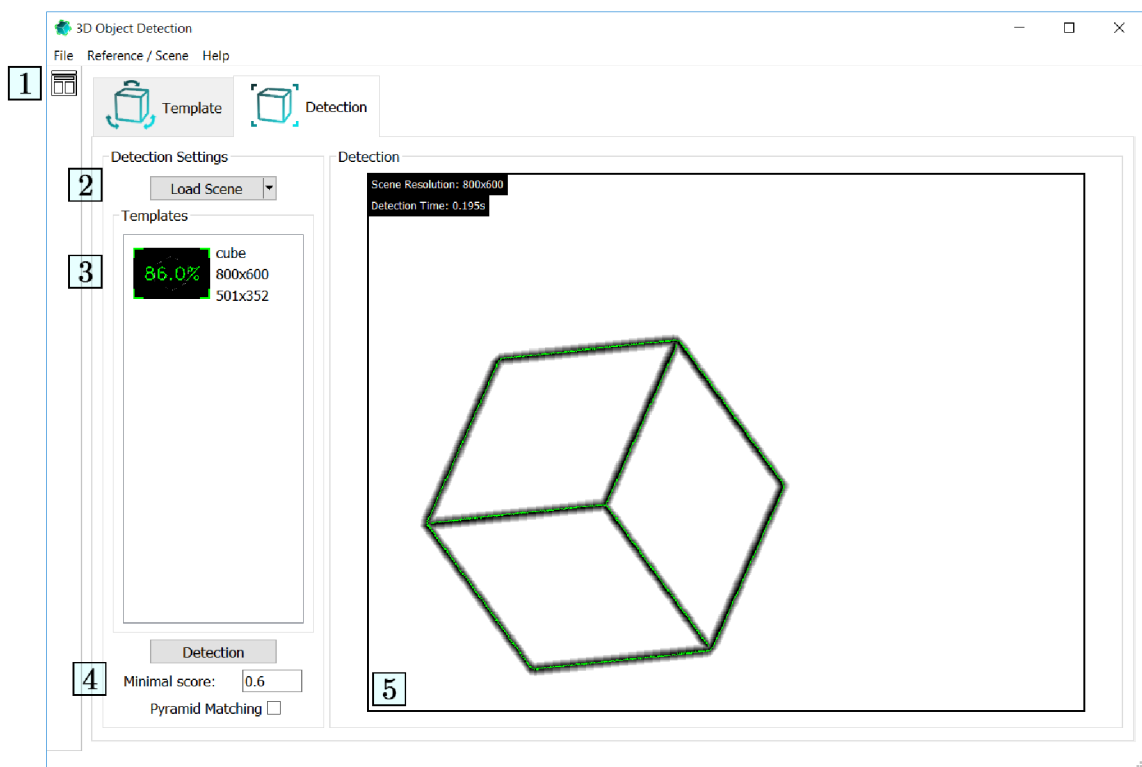 3D Object Detection
File Reference / Scene Help
1
Template
Detection
Detection Settings
2
Load Scene
Templates
3
86.0%
cube
800x600
501x352
Detection
4
Minimal score: 0.6
Pyramid Matching
Detection
Scene Resolution: 800x600
Detection Time: 0.195s
5